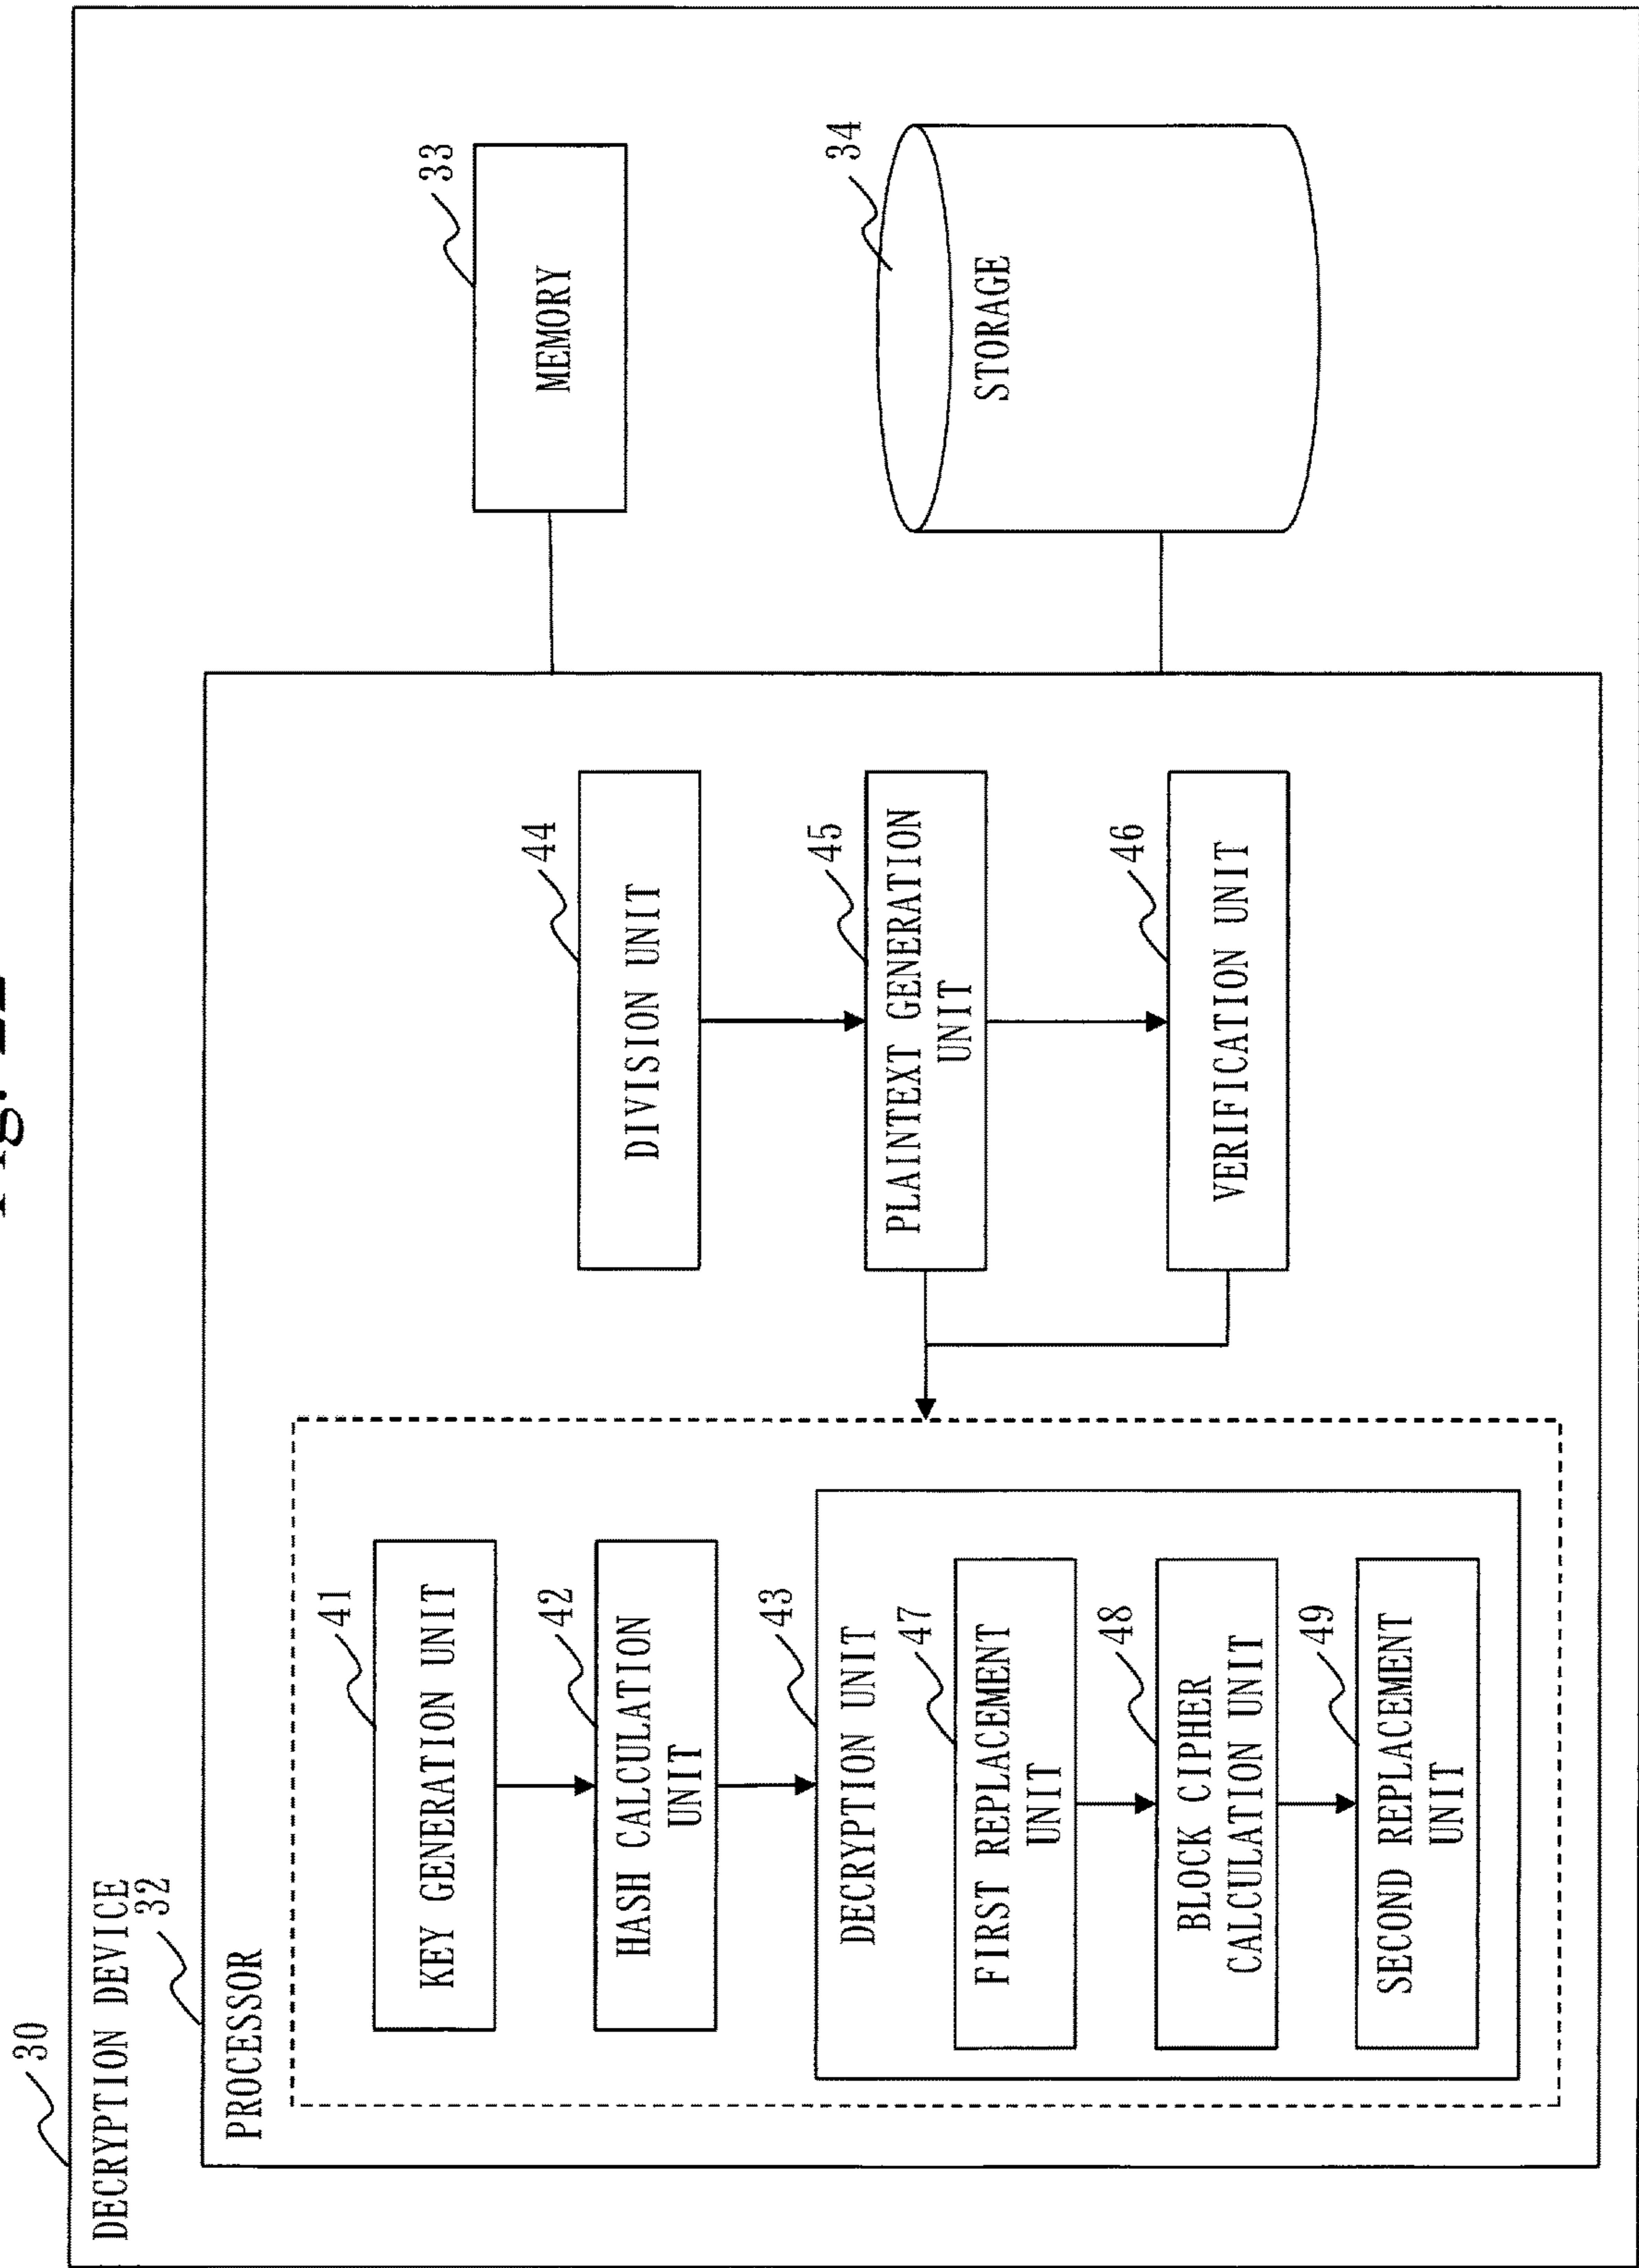 30
DECRYPTION DEVICE
32
PROCESSOR
41
KEY GENERATION UNIT
42
HASH CALCULATION
UNIT
43
DECRYPTION UNIT
47
FIRST REPLACEMENT
UNIT
48
BLOCK CIPHER
CALCULATION UNIT
49
SECOND REPLACEMENT
UNIT
44
DIVISION UNIT
45
PLAINTEXT GENERATION
UNIT
46
VERIFICATION UNIT
33
MEMORY
34
STORAGE